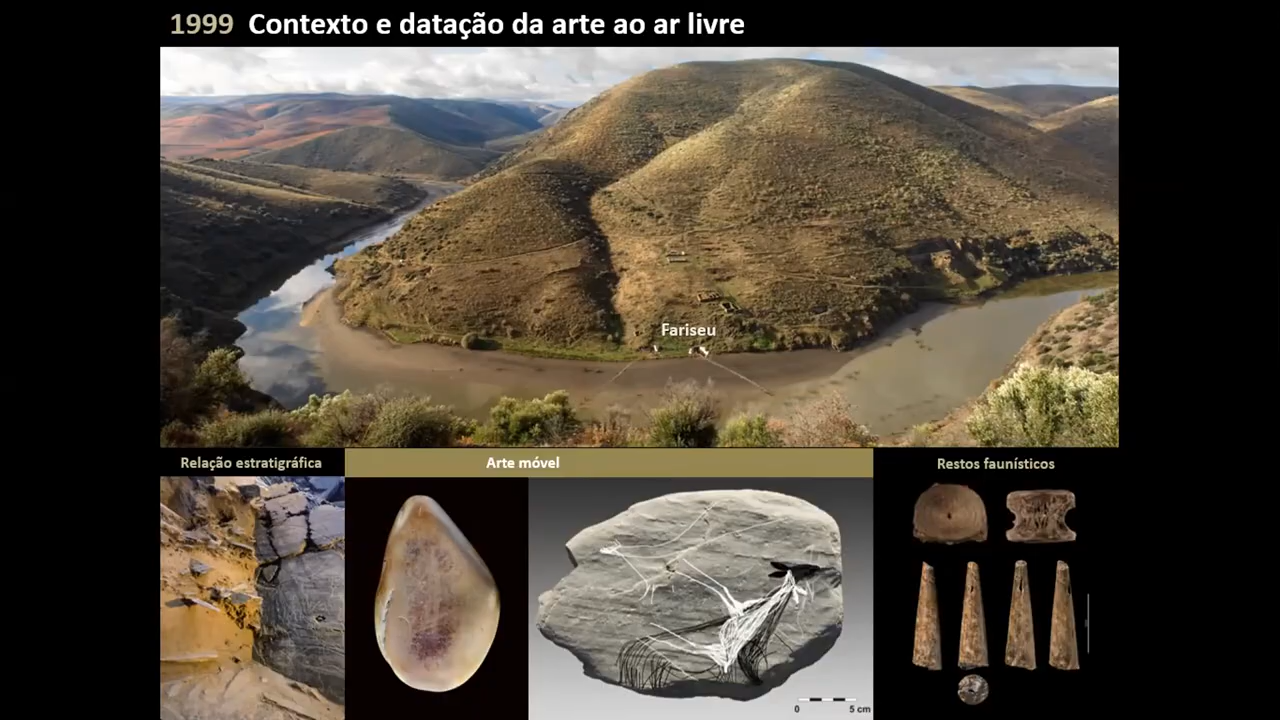 1999 Contexto e datação da arte ao ar livre
Fariseu
Relação estratigráfica
Arte móvel
Restos faunísticos
0 5 cm